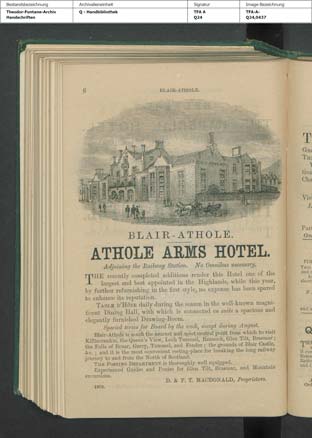 Bestandsbezeichnung Archivalieneinheit Signatur Image-Bezeichnung
Theodor-Fontane-Archiv Q - Handbibliothek TFA A TFA-A-
Handschriften Q24 Q24,0437
6 BLAIR-ATHOLE.
BLAIR-ATHOLE.
ATHOLE ARMS HOTEL.
Adjoining the Railway Station. No Omnibus necessary.
THE recently completed additions render this Hotel one of the
largest and best appointed in the Highlands, while this year,
by further refurnishing in the first style, no expense has been spared
to enhance its reputation.
TABLE D'HÔTE daily during the season in the well-known magni-
ficent Dining Hall, with which is connected en suite a spacious and
elegantly furnished Drawing-Room.
Special terms for Board by the week, except during August.
Blair-Athole is much the nearest and most central point from which to visit
Killiecrankie, the Queen's View, Loch Tummel, Rannoch, Glen Tilt, Braemar;
the Falls of Bruar, Garry, Tummel, and Fender; the grounds of Blair Castle,
&c.; and it is the most convenient resting-place for breaking the long railway
journey to and from the North of Scotland.
THE POSTING DEPARTMENT is thoroughly well equipped.
Experienced Guides and Ponies for Glen Tilt, Braemar, and Mountain
excursions.
D. & P. T. MACDONALD, Proprietors.